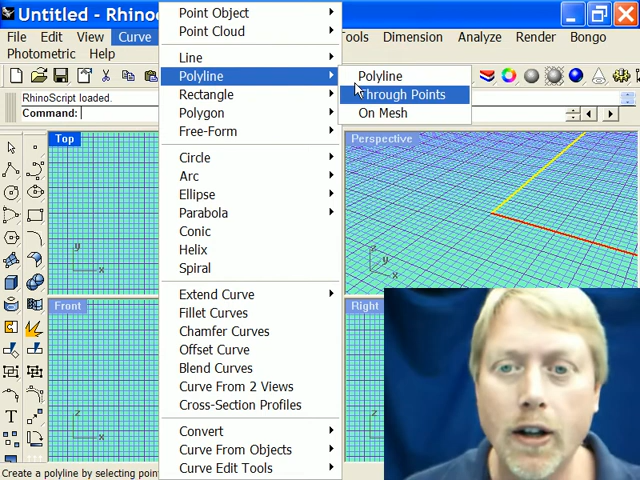 Untitled - Rhino
File Edit View Curve Tools Dimension Analyze Render Bongo
Photometric Help
Point Object
Point Cloud
Line
Polyline
Rectangle
Polygon
Free-Form
Circle
Arc
Ellipse
Parabola
Conic
Helix
Spiral
Extend Curve
Fillet Curves
Chamfer Curves
Offset Curve
Blend Curves
Curve From 2 Views
Cross-Section Profiles
Convert
Curve From Objects
Curve Edit Tools
Polyline
Through Points
On Mesh
RhinoScript loaded.
Command:
Top
Perspective
y
x
z
y
x
Front
Right
z
x
T
Create a polyline by selecting poin